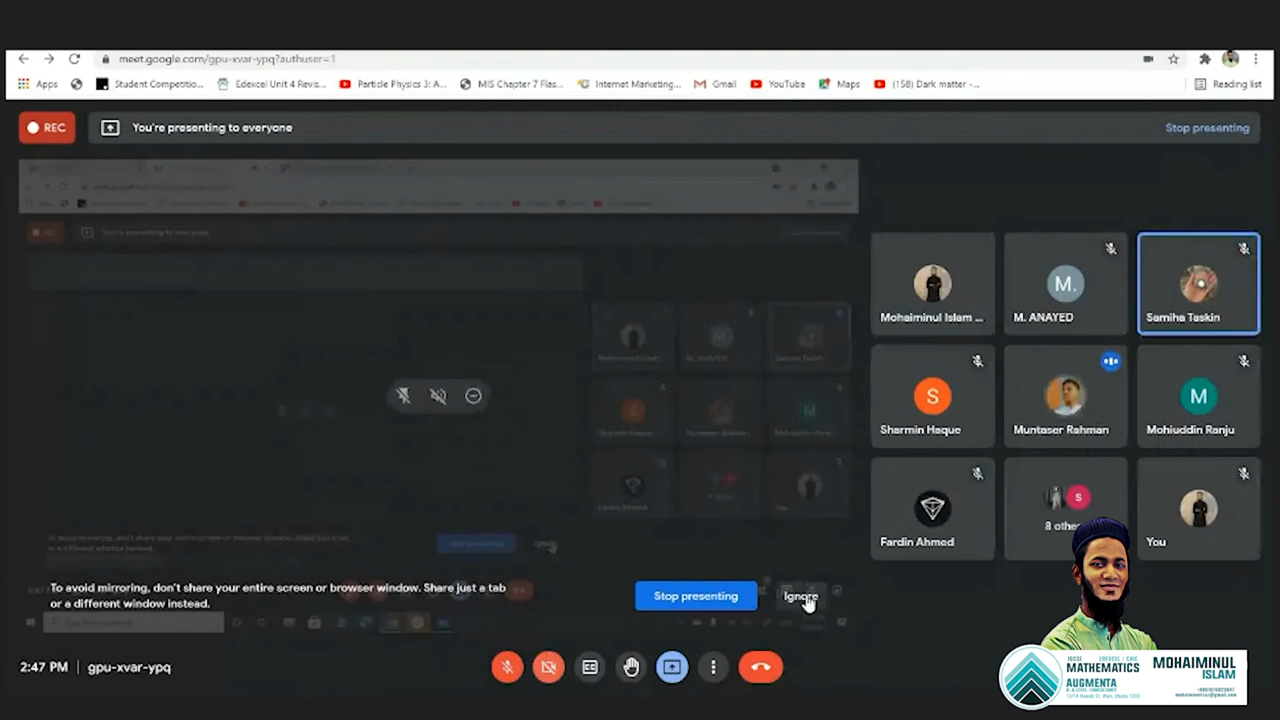 meet.google.com/gpu-xvar-ypq?authuser=1
Apps
Student Competitio...
Edexcel Unit 4 Revis...
Particle Physics 3: A...
MIS Chapter 7 Flas...
Internet Marketing...
Gmail
YouTube
Maps
(158) Dark matter -...
Reading list
REC
You're presenting to everyone
Stop presenting
Mohaiminul Islam ...
M.
M. ANAYED
Samiha Taskin
S
Sharmin Haque
Muntaser Rahman
M
Mohiuddin Ranju
Fardin Ahmed
S
8 othe
You
To avoid mirroring, don't share your entire screen or browser window. Share just a tab
or a different window instead.
Stop presenting
Ignore
2:47 PM | gpu-xvar-ypq
IGCSE EDEXCEL / CAIE
MATHEMATICS
AUGMENTA
MOHAIMINUL
ISLAM